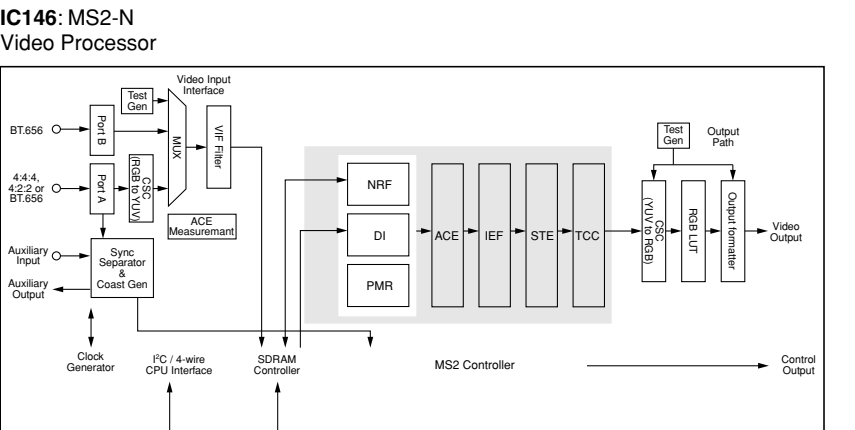 IC146: MS2-N
Video Processor
Video Input
Interface
Test
Gen
BT.656
Port B
MUX
VIF Filter
4:4:4,
4:2:2 or
BT.656
Port A
CSC
(RGB to YUV)
ACE
Measuremant
Auxiliary
Input
Auxiliary
Output
Sync
Separator
&
Coast Gen
Clock
Generator
I²C / 4-wire
CPU Interface
SDRAM
Controller
NRF
DI
PMR
ACE
IEF
STE
TCC
MS2 Controller
Test
Gen
Output
Path
CSC
(YUV to RGB)
RGB LUT
Output formatter
Video
Output
Control
Output